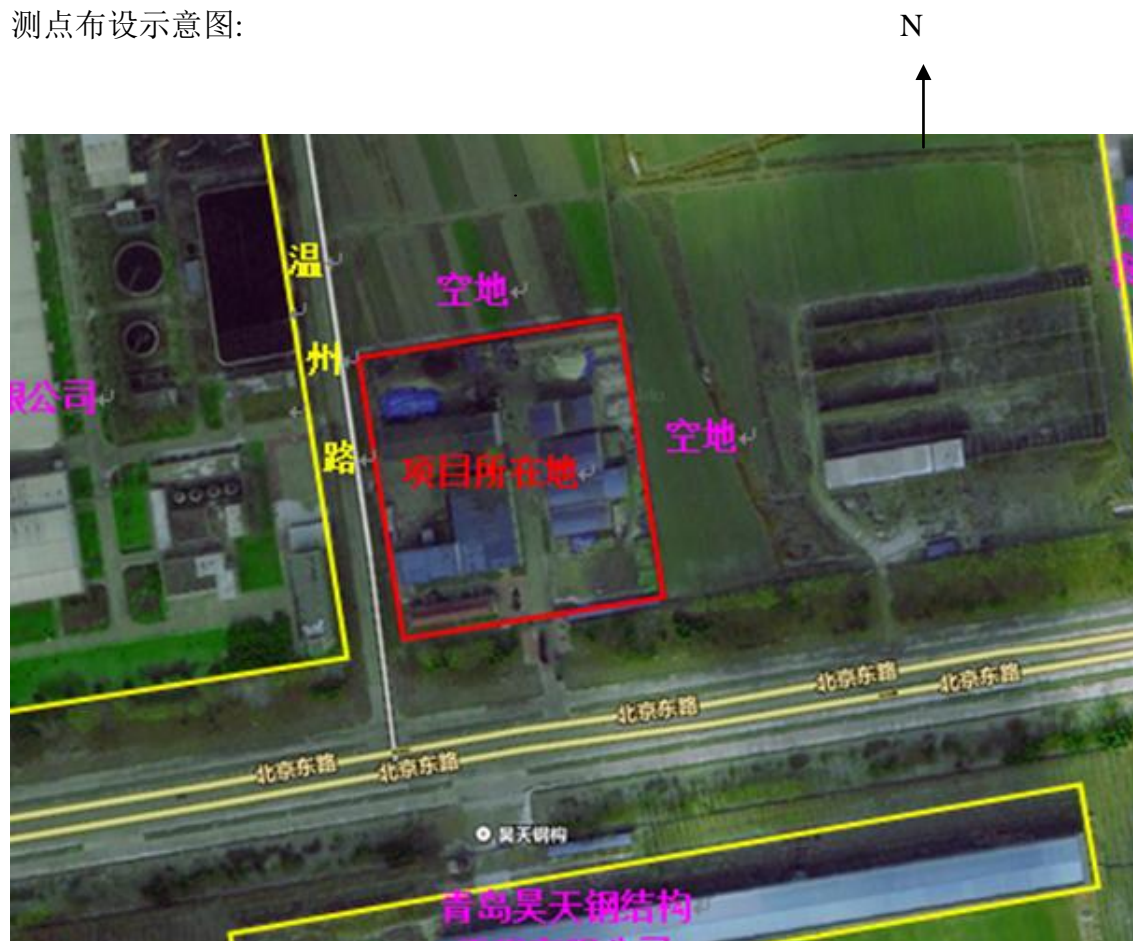 测点布设示意图:
N
温
空地
州
限公司
空地
路
项目所在地
北京东路
北京东路
北京东路
北京东路
北京东路
昊天钢构
青岛昊天钢结构